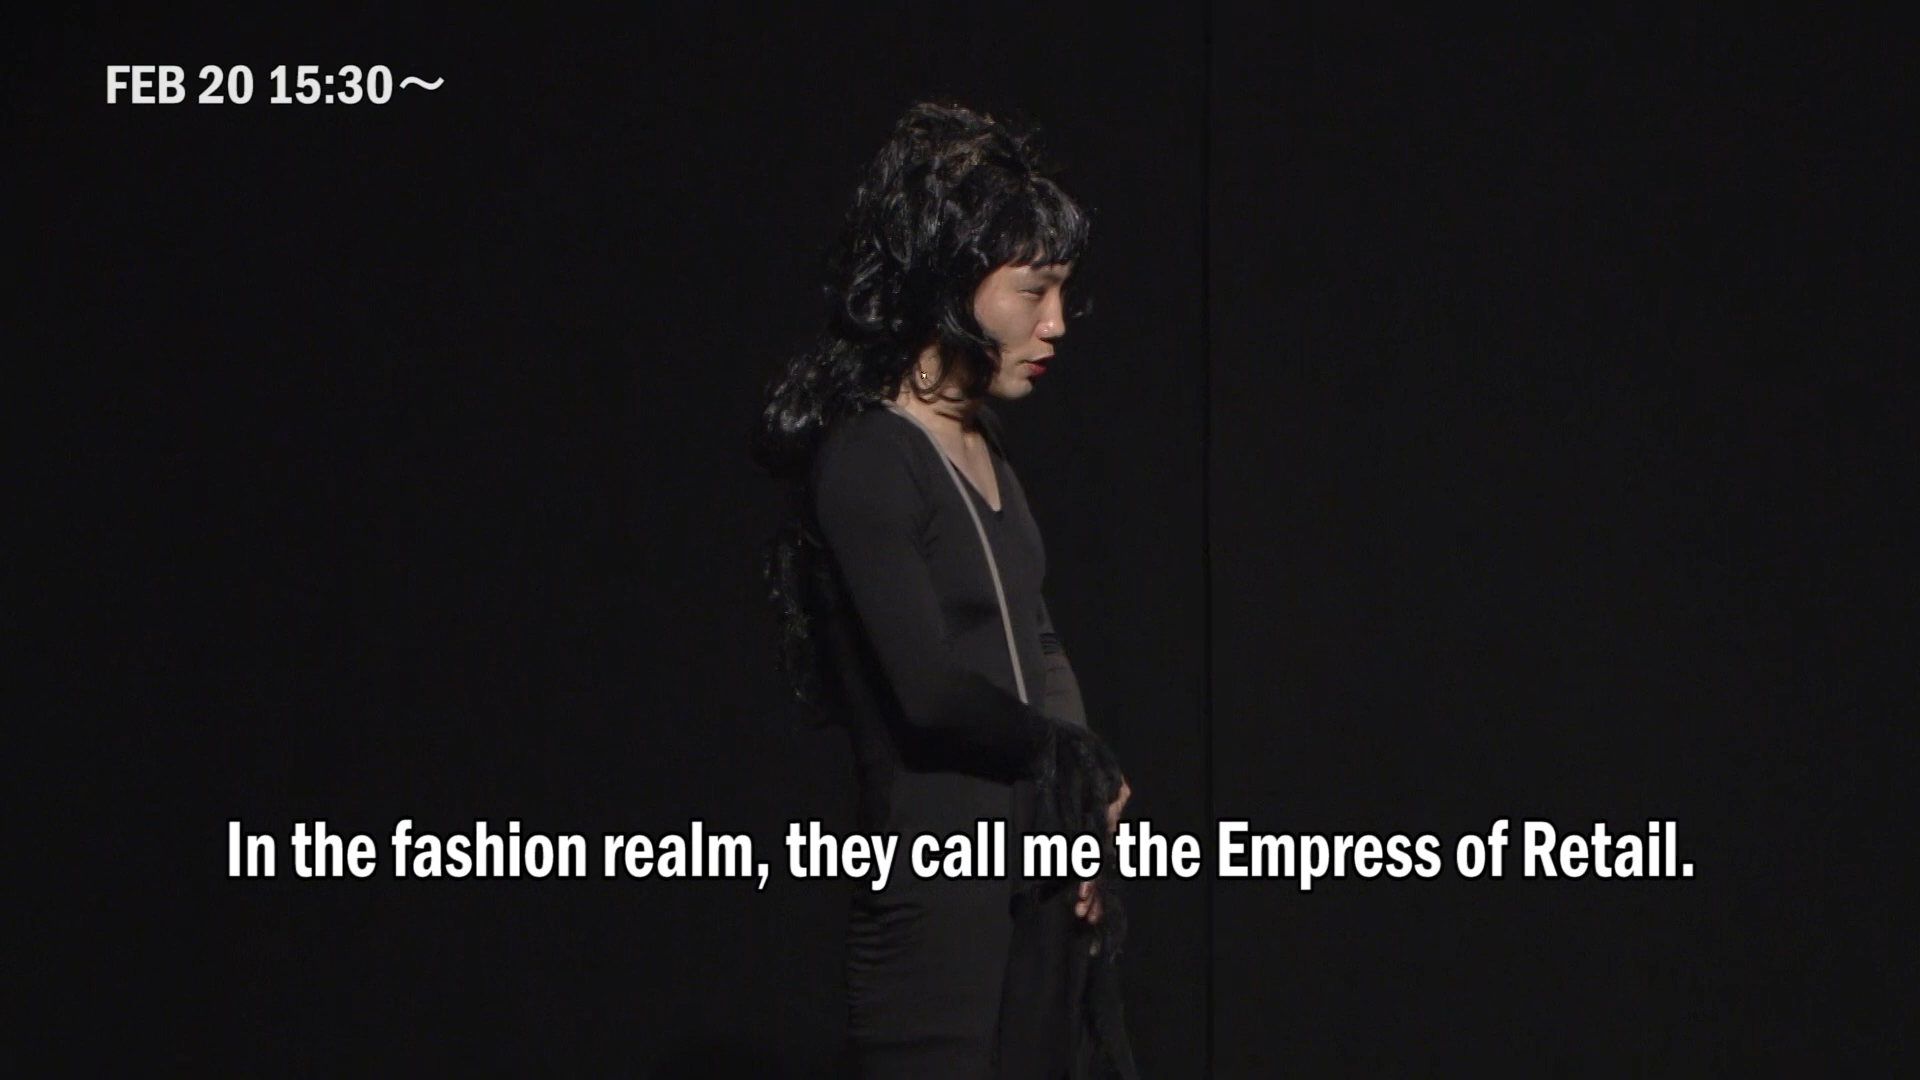 FEB 20 15:30～
In the fashion realm, they call me the Empress of Retail.